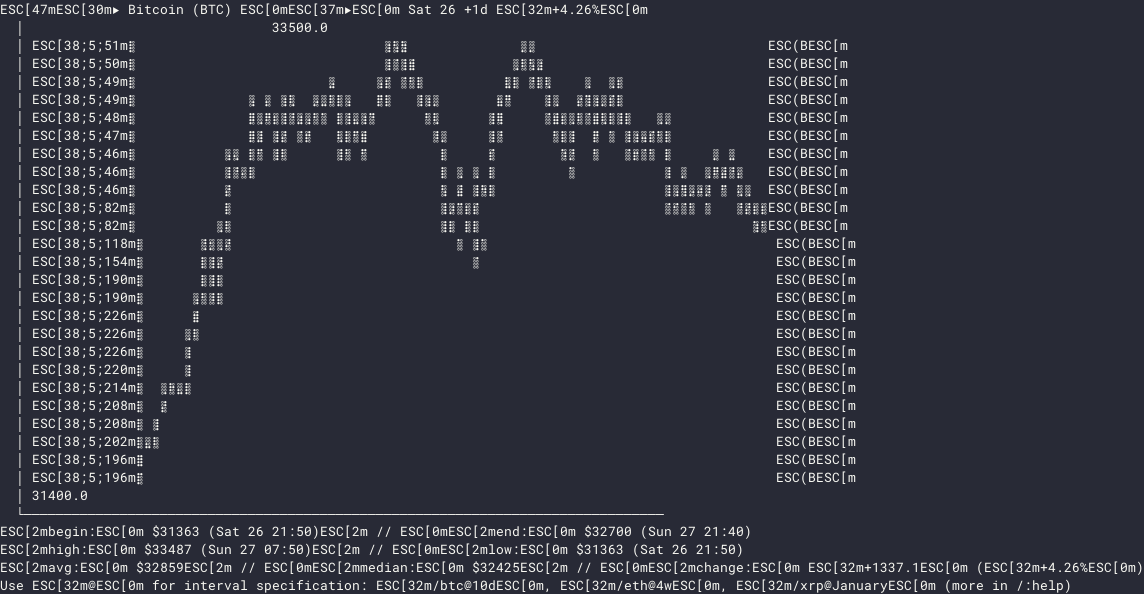 ESC[47mESC[30m▶ Bitcoin (BTC) ESC[0mESC[37m▶ESC[0m Sat 26 +1d ESC[32m+4.26%ESC[0m
33500.0
ESC[38;5;51m ESC(BESC[m
ESC[38;5;50m ESC(BESC[m
ESC[38;5;49m ESC(BESC[m
ESC[38;5;49m ESC(BESC[m
ESC[38;5;48m ESC(BESC[m
ESC[38;5;47m ESC(BESC[m
ESC[38;5;46m ESC(BESC[m
ESC[38;5;46m ESC(BESC[m
ESC[38;5;46m ESC(BESC[m
ESC[38;5;82m ESC(BESC[m
ESC[38;5;82m ESC(BESC[m
ESC[38;5;118m ESC(BESC[m
ESC[38;5;154m ESC(BESC[m
ESC[38;5;190m ESC(BESC[m
ESC[38;5;190m ESC(BESC[m
ESC[38;5;226m ESC(BESC[m
ESC[38;5;226m ESC(BESC[m
ESC[38;5;226m ESC(BESC[m
ESC[38;5;220m ESC(BESC[m
ESC[38;5;214m ESC(BESC[m
ESC[38;5;208m ESC(BESC[m
ESC[38;5;208m ESC(BESC[m
ESC[38;5;202m ESC(BESC[m
ESC[38;5;196m ESC(BESC[m
ESC[38;5;196m ESC(BESC[m
31400.0
ESC[2mbegin:ESC[0m $31363 (Sat 26 21:50)ESC[2m // ESC[0mESC[2mend:ESC[0m $32700 (Sun 27 21:40)
ESC[2mhigh:ESC[0m $33487 (Sun 27 07:50)ESC[2m // ESC[0mESC[2mlow:ESC[0m $31363 (Sat 26 21:50)
ESC[2mavg:ESC[0m $32859ESC[2m // ESC[0mESC[2mmedian:ESC[0m $32425ESC[2m // ESC[0mESC[2mchange:ESC[0m ESC[32m+1337.1ESC[0m (ESC[32m+4.26%ESC[0m)
Use ESC[32m@ESC[0m for interval specification: ESC[32m/btc@10dESC[0m, ESC[32m/eth@4wESC[0m, ESC[32m/xrp@JanuaryESC[0m (more in /:help)